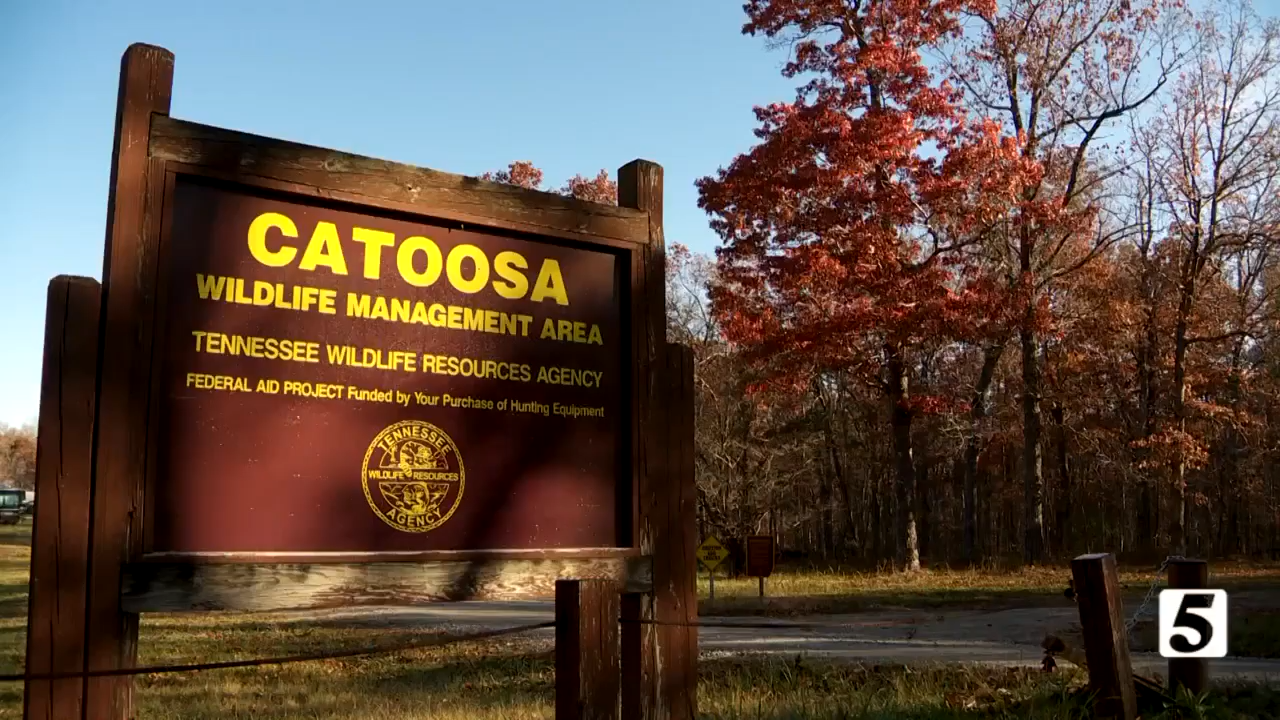 CATOOSA
WILDLIFE MANAGEMENT AREA
TENNESSEE WILDLIFE RESOURCES AGENCY
FEDERAL AID PROJECT Funded by Your Purchase of Hunting Equipment
TENNESSEE
WILDLIFE RESOURCES
AGENCY
5